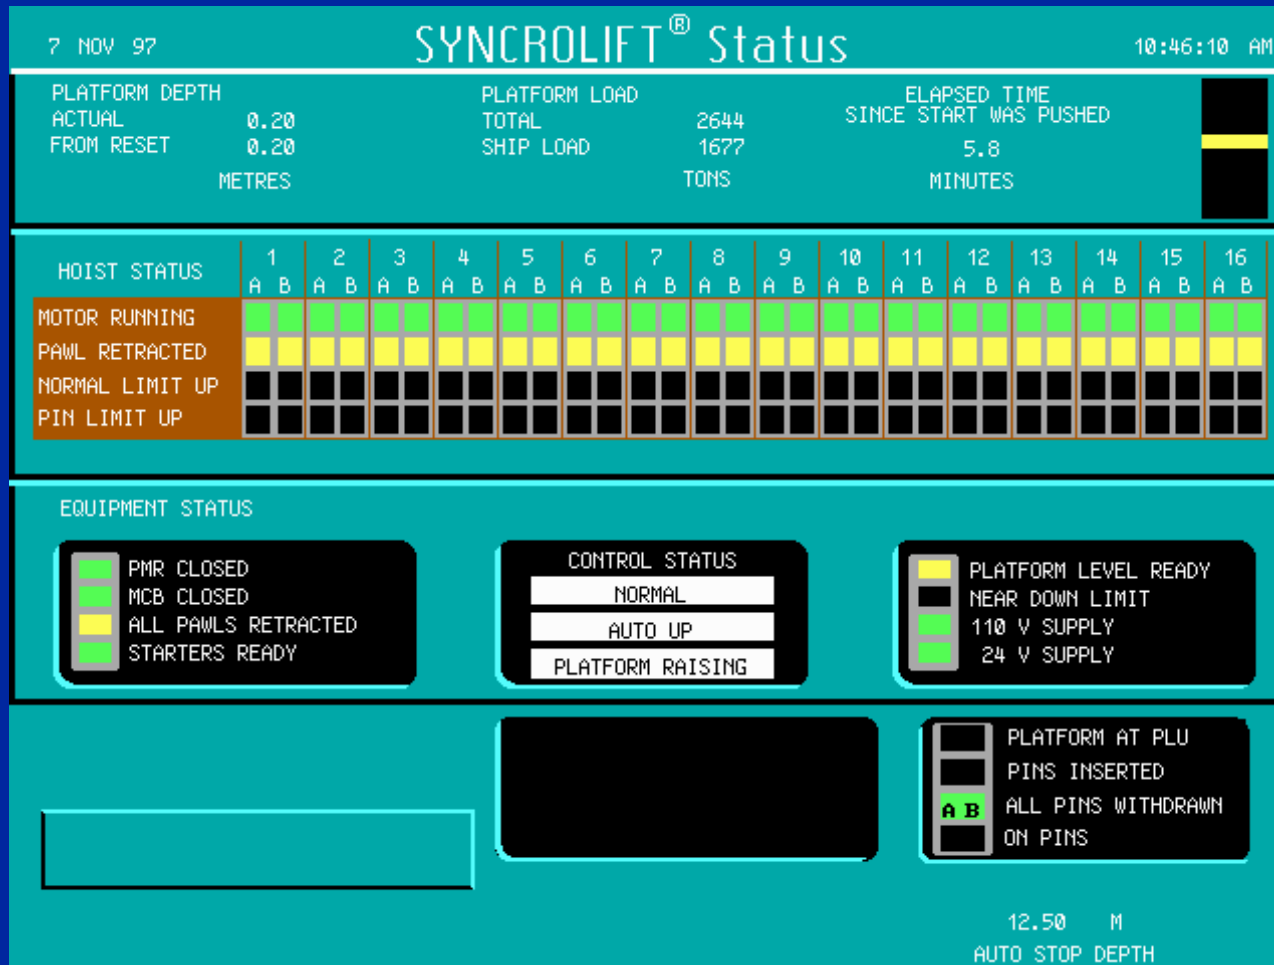 7 NOV 97
SYNCROLIFT® Status
10:46:10 AM
PLATFORM DEPTH
ACTUAL 0.20
FROM RESET 0.20
METRES
PLATFORM LOAD
TOTAL 2644
SHIP LOAD 1677
TONS
ELAPSED TIME
SINCE START WAS PUSHED
5.8
MINUTES
HOIST STATUS
1 2 3 4 5 6 7 8 9 10 11 12 13 14 15 16
A B A B A B A B A B A B A B A B A B A B A B A B A B A B A B A B
MOTOR RUNNING
PAWL RETRACTED
NORMAL LIMIT UP
PIN LIMIT UP
EQUIPMENT STATUS
PMR CLOSED
MCB CLOSED
ALL PAWLS RETRACTED
STARTERS READY
CONTROL STATUS
NORMAL
AUTO UP
PLATFORM RAISING
PLATFORM LEVEL READY
NEAR DOWN LIMIT
110 V SUPPLY
24 V SUPPLY
PLATFORM AT PLU
PINS INSERTED
A B ALL PINS WITHDRAWN
ON PINS
12.50 M
AUTO STOP DEPTH